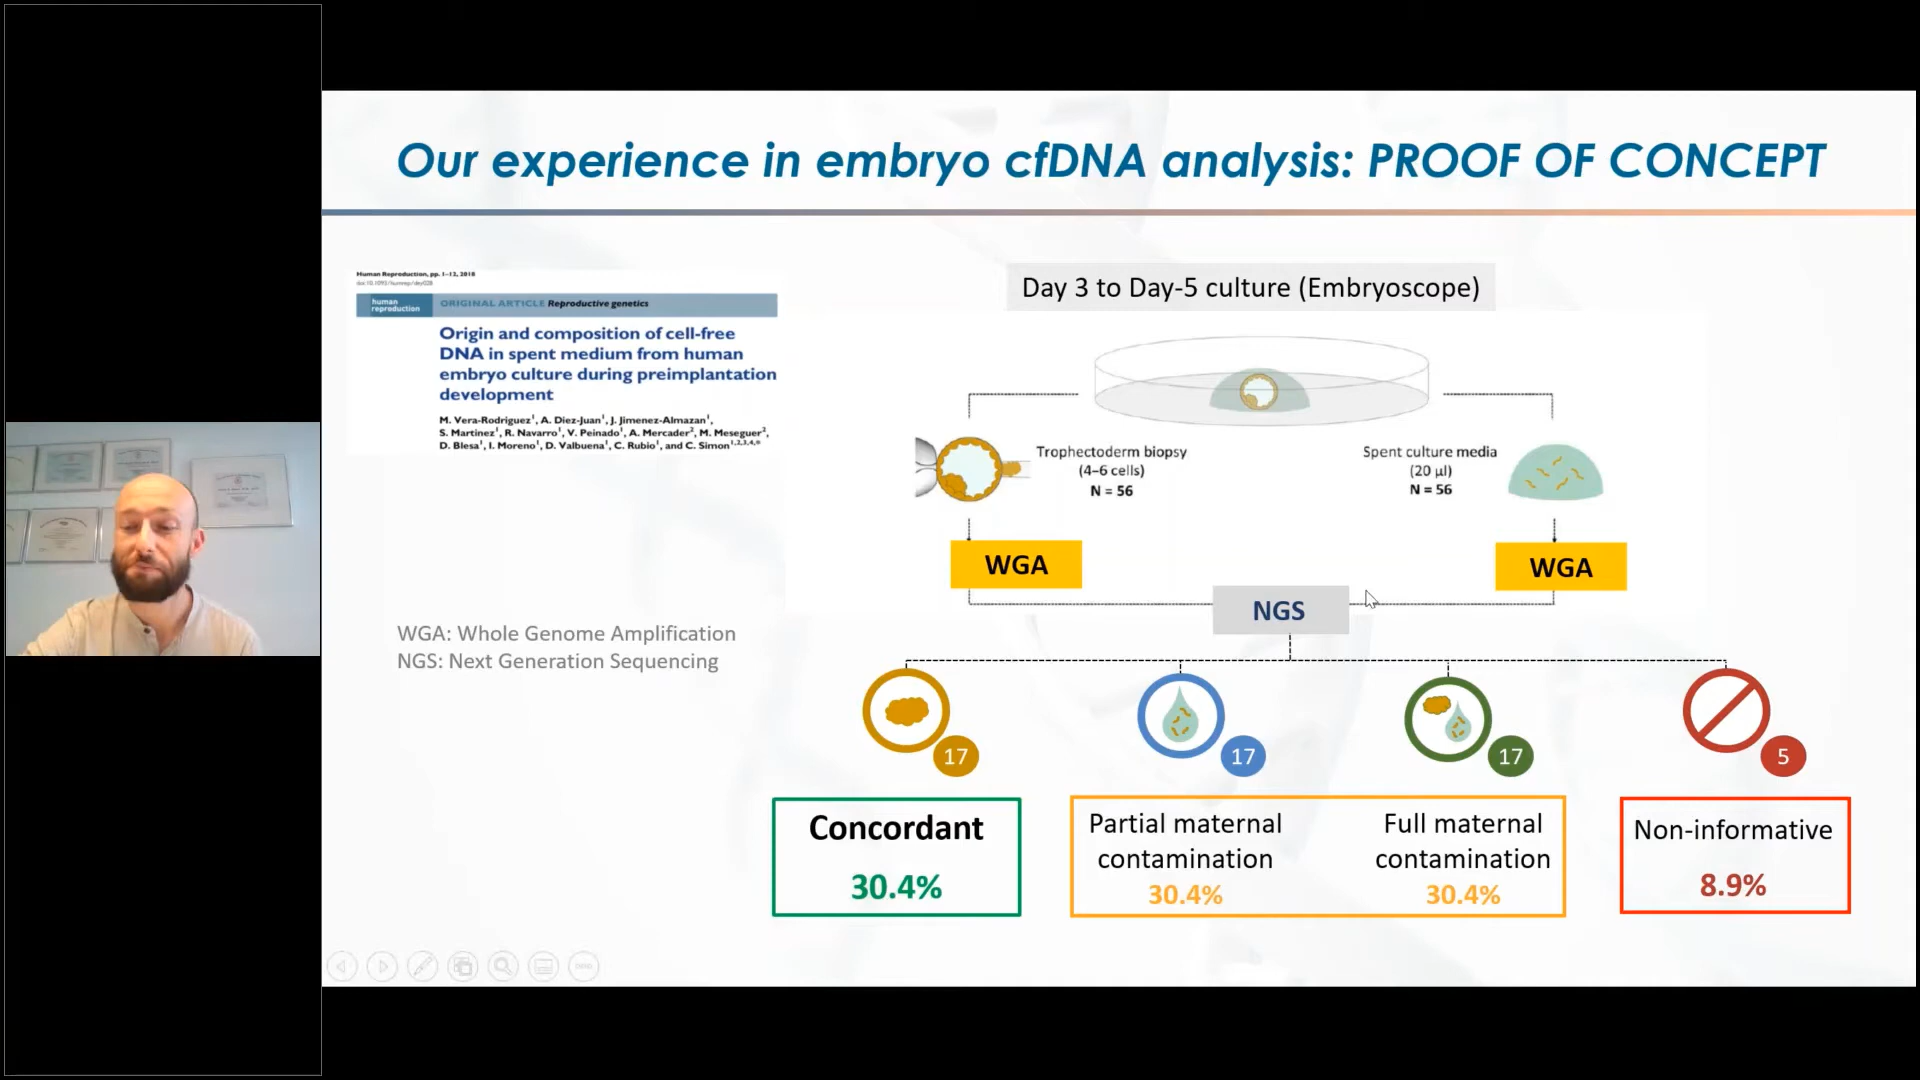 Our experience in embryo cfDNA analysis: PROOF OF CONCEPT
Human Reproduction, pp. 1–12, 2018
human
reproduction
ORIGINAL ARTICLE Reproductive genetics
Origin and composition of cell-free
DNA in spent medium from human
embryo culture during preimplantation
development
M. Vera-Rodriguez¹, A. Diez-Juan¹, J. Jimenez-Almazan¹,
S. Martinez¹, R. Navarro¹, V. Peinado¹, A. Mercader², M. Meseguer²,
D. Blesa¹, I. Moreno¹, D. Valbuena¹, C. Rubio¹, and C. Simon¹,²,³,⁴,*
WGA: Whole Genome Amplification
NGS: Next Generation Sequencing
Day 3 to Day-5 culture (Embryoscope)
Trophectoderm biopsy
(4–6 cells)
N = 56
Spent culture media
(20 µl)
N = 56
WGA
WGA
NGS
17
17
17
5
Concordant
30.4%
Partial maternal
contamination
30.4%
Full maternal
contamination
30.4%
Non-informative
8.9%